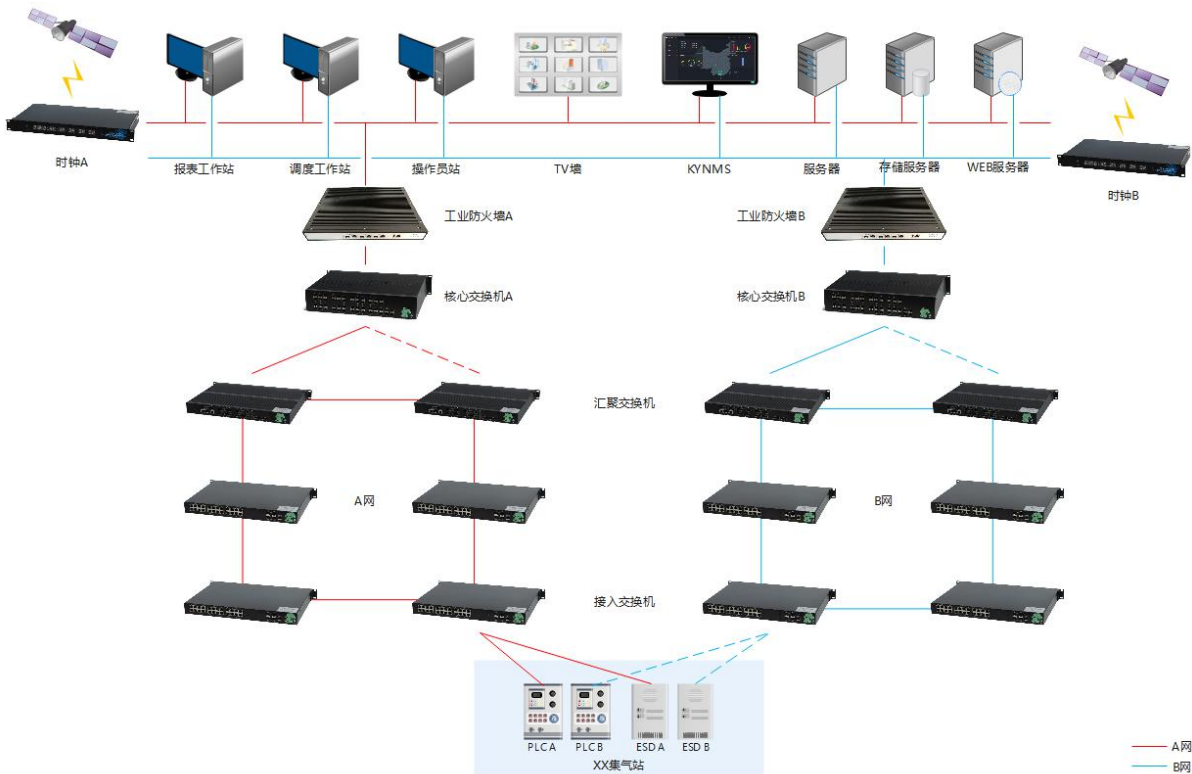 时钟A
报表工作站
调度工作站
操作员站
TV墙
KYNMS
服务器
存储服务器
WEB服务器
时钟B
工业防火墙A
工业防火墙B
核心交换机A
核心交换机B
汇聚交换机
A网
B网
接入交换机
PLC A
PLC B
ESD A
ESD B
XX集气站
A网
B网